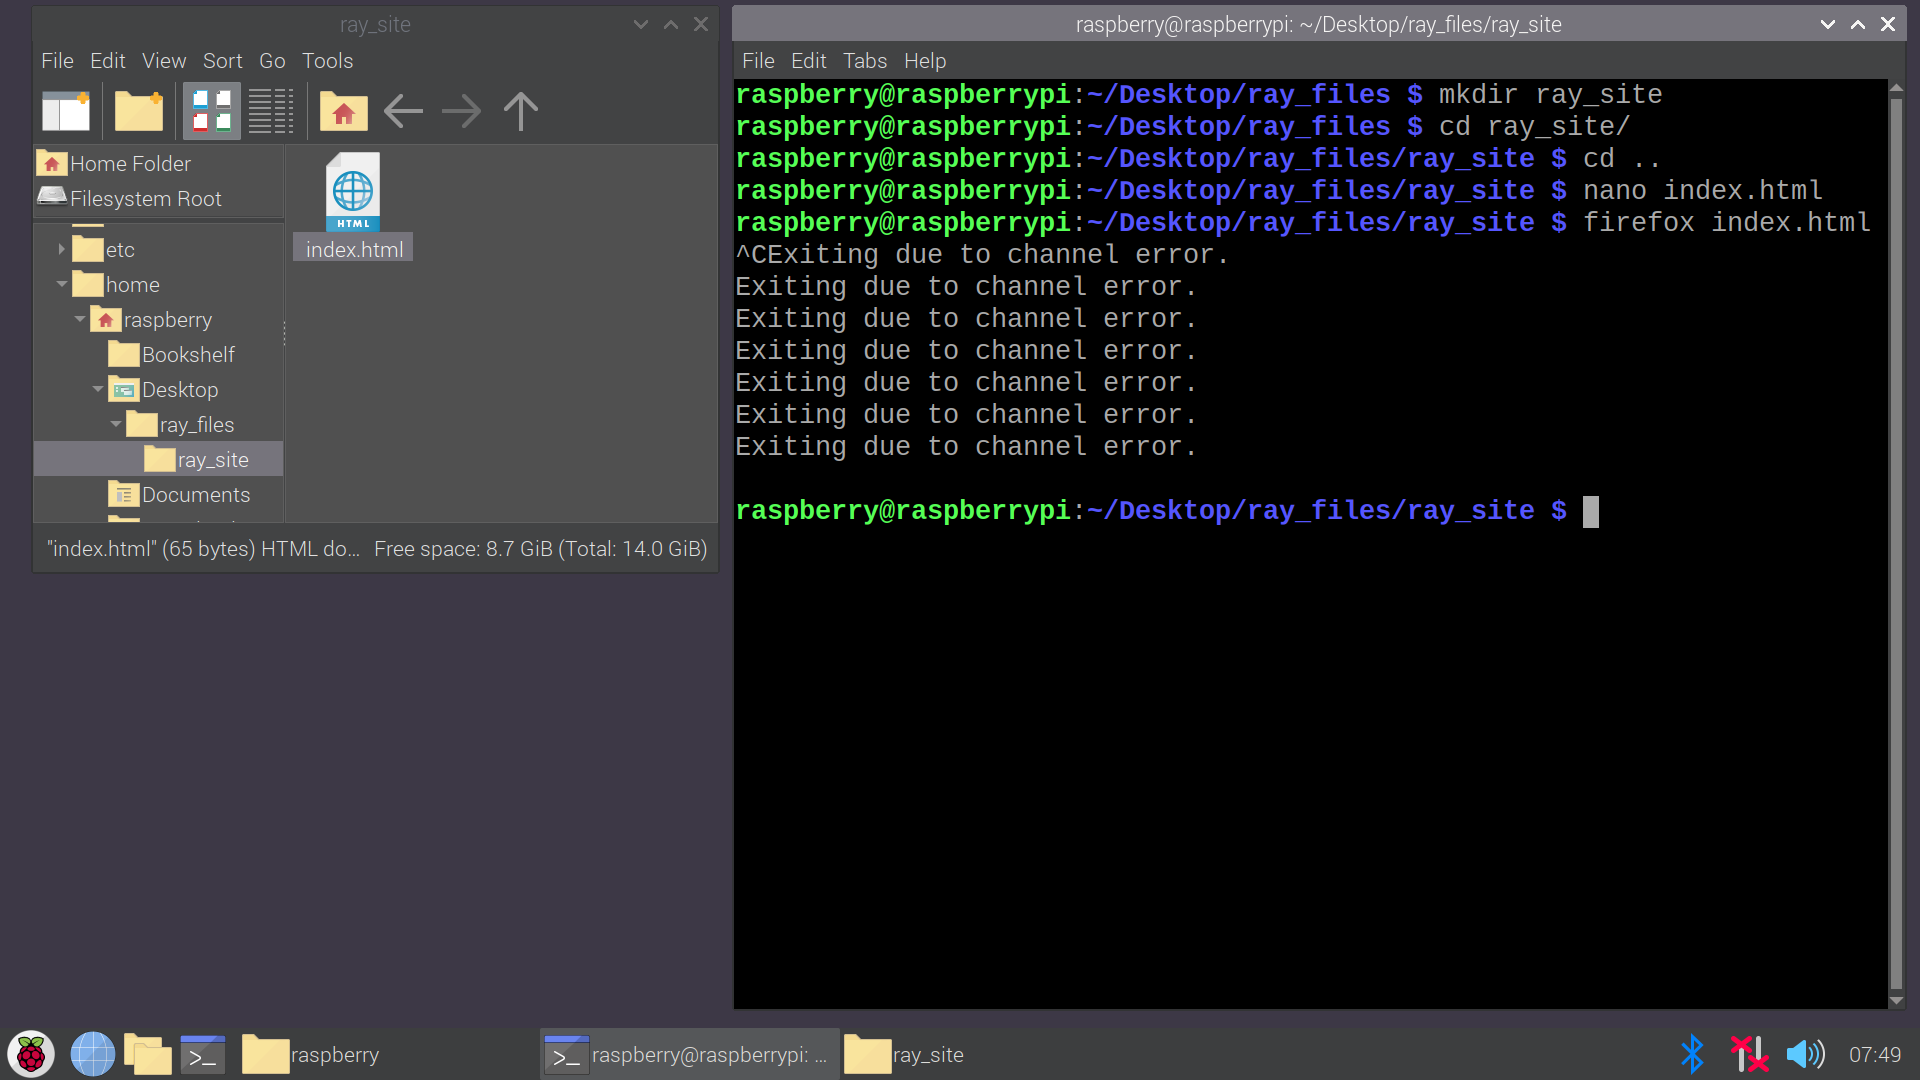 ray_site
File Edit View Sort Go Tools
Home Folder
Filesystem Root
etc
home
raspberry
Bookshelf
Desktop
ray_files
ray_site
Documents
HTML
index.html
"index.html" (65 bytes) HTML do... Free space: 8.7 GiB (Total: 14.0 GiB)
raspberry@raspberrypi: ~/Desktop/ray_files/ray_site
File Edit Tabs Help
raspberry@raspberrypi:~/Desktop/ray_files $ mkdir ray_site
raspberry@raspberrypi:~/Desktop/ray_files $ cd ray_site/
raspberry@raspberrypi:~/Desktop/ray_files/ray_site $ cd ..
raspberry@raspberrypi:~/Desktop/ray_files/ray_site $ nano index.html
raspberry@raspberrypi:~/Desktop/ray_files/ray_site $ firefox index.html
^CExiting due to channel error.
Exiting due to channel error.
Exiting due to channel error.
Exiting due to channel error.
Exiting due to channel error.
Exiting due to channel error.
Exiting due to channel error.
raspberry@raspberrypi:~/Desktop/ray_files/ray_site $
raspberry
raspberry@raspberrypi: ...
ray_site
07:49